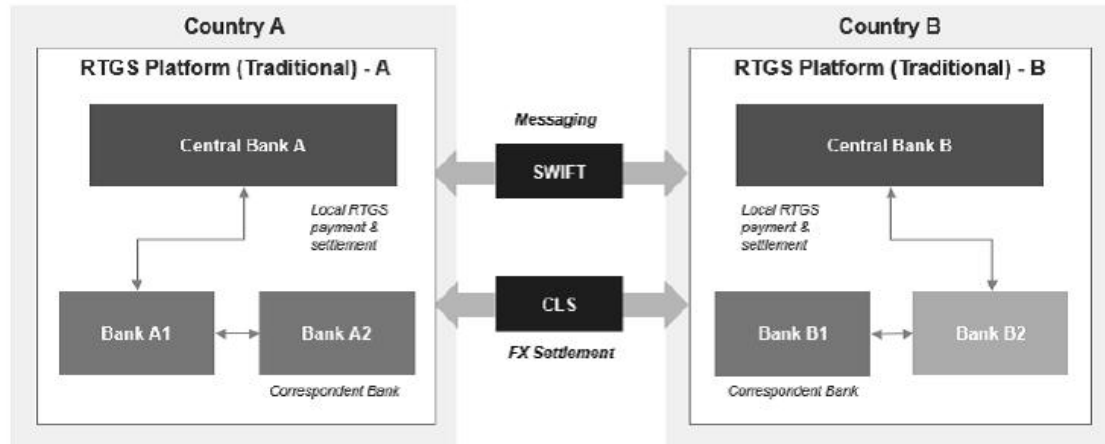 Country A
RTGS Platform (Traditional) - A
Central Bank A
Local RTGS
payment &
settlement
Bank A1
Bank A2
Correspondent Bank
Messaging
SWIFT
CLS
FX Settlement
Country B
RTGS Platform (Traditional) - B
Central Bank B
Local RTGS
payment &
settlement
Bank B1
Bank B2
Correspondent Bank